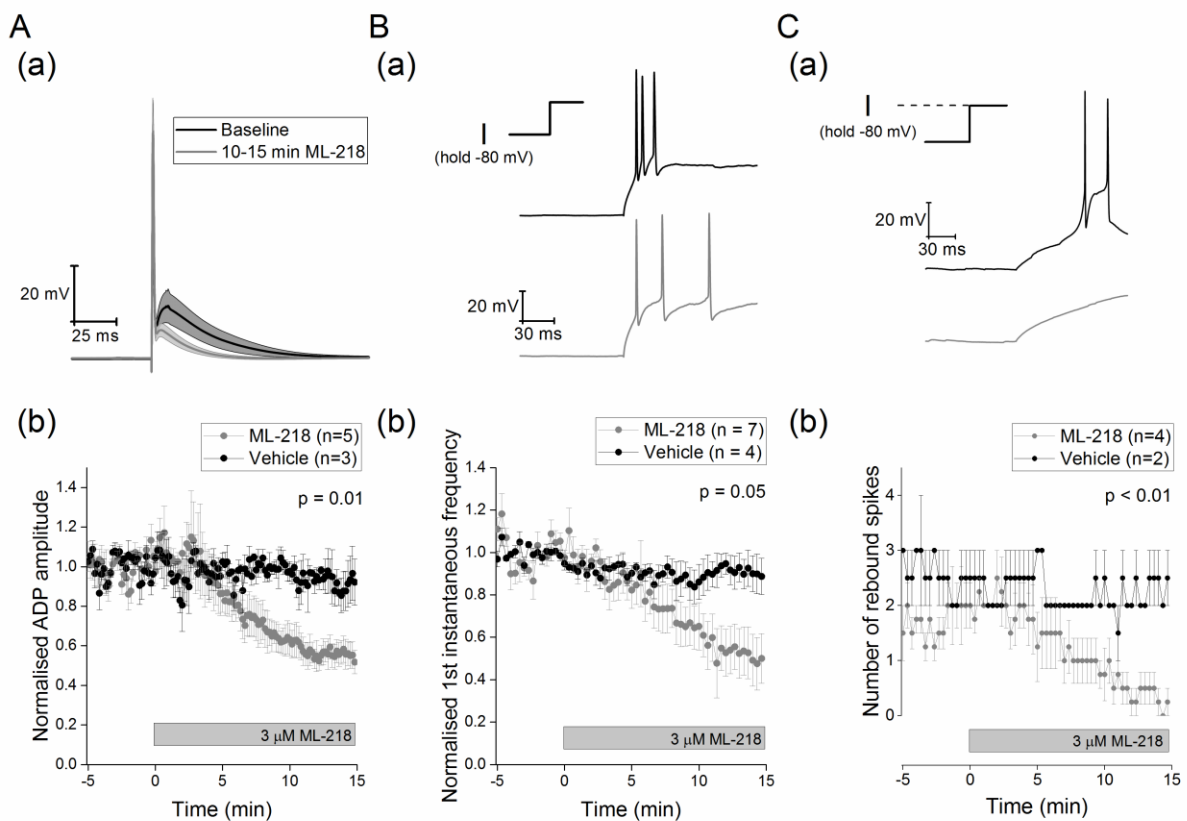 A
(a)
Baseline
10-15 min ML-218
20 mV
25 ms
(b)
ML-218 (n=5)
Vehicle (n=3)
p = 0.01
Normalised ADP amplitude
1.4
1.2
1.0
0.8
0.6
0.4
0.2
0.0
3 μM ML-218
-5
0
5
10
15
Time (min)
B
(a)
(hold -80 mV)
20 mV
30 ms
(b)
ML-218 (n = 7)
Vehicle (n = 4)
p = 0.05
Normalised 1st instantaneous frequency
1.4
1.2
1.0
0.8
0.6
0.4
0.2
0.0
3 μM ML-218
-5
0
5
10
15
Time (min)
C
(a)
(hold -80 mV)
20 mV
30 ms
(b)
ML-218 (n=4)
Vehicle (n=2)
p < 0.01
Number of rebound spikes
4
3
2
1
0
3 μM ML-218
-5
0
5
10
15
Time (min)